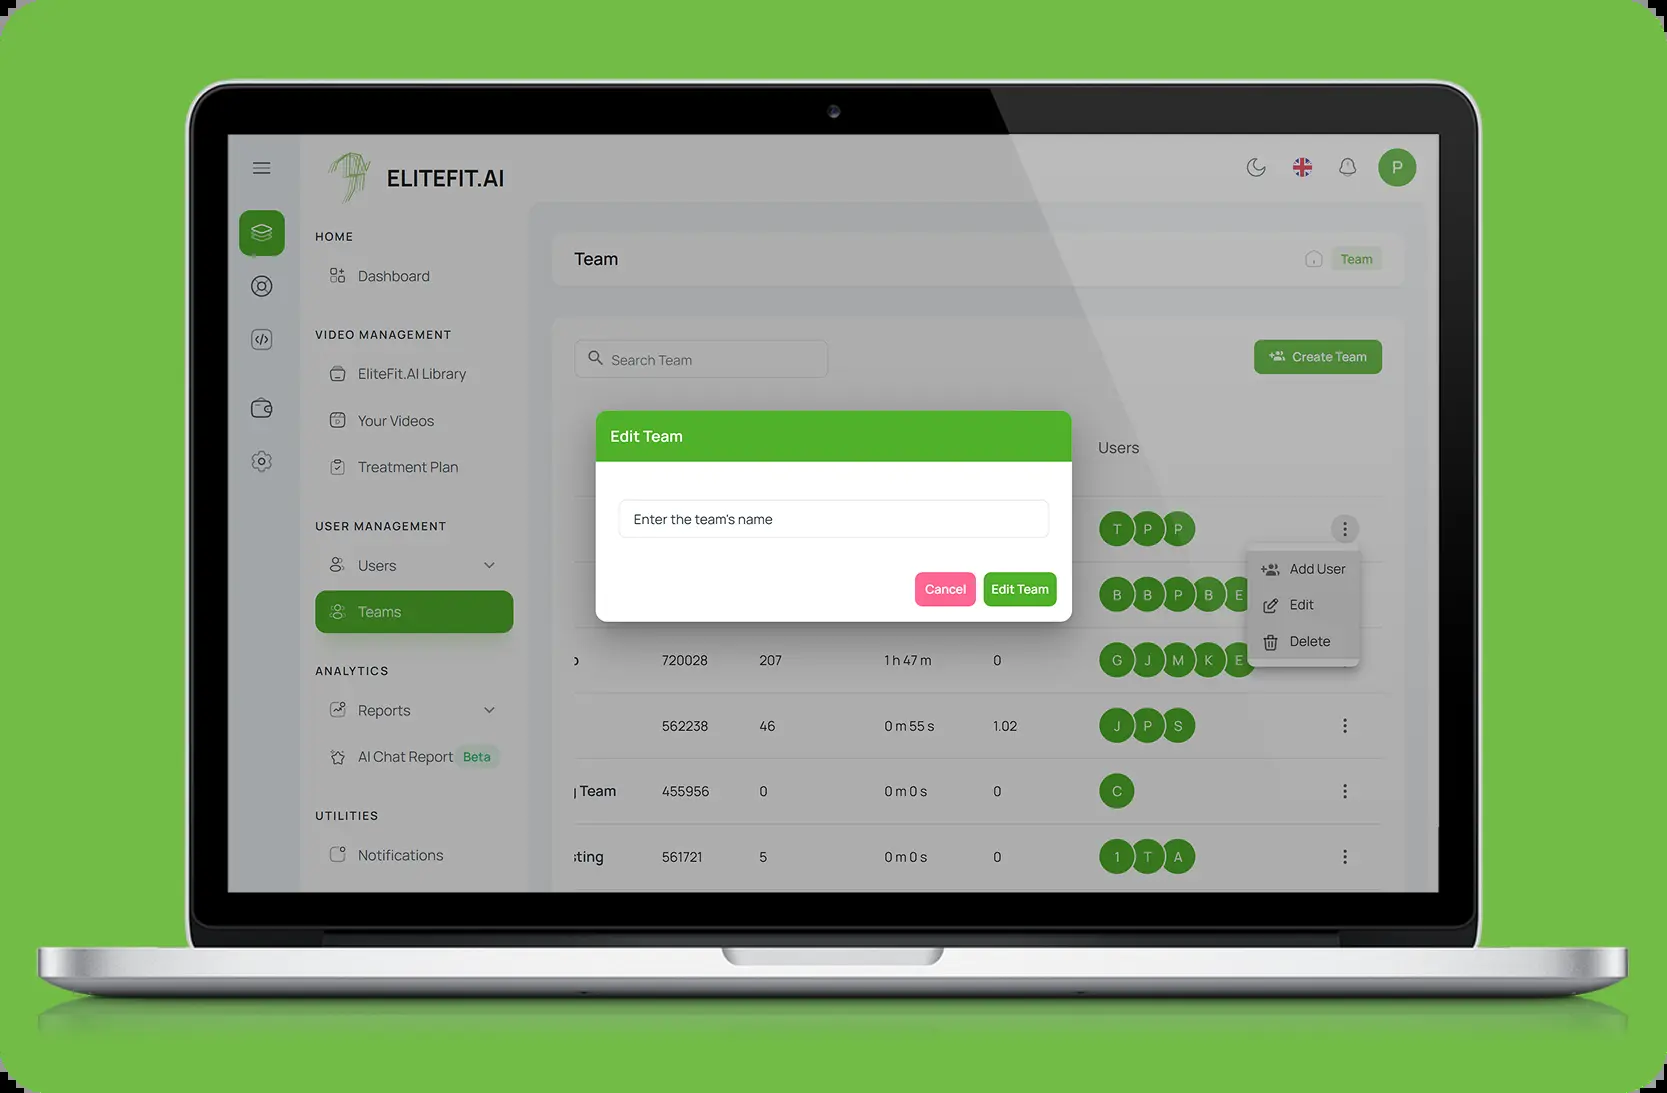 ELITEFIT.AI
P
HOME
Dashboard
VIDEO MANAGEMENT
EliteFit.AI Library
Your Videos
Treatment Plan
USER MANAGEMENT
Users
Teams
ANALYTICS
Reports
AI Chat Report Beta
UTILITIES
Notifications
Team
Team
Search Team
Create Team
Users
Edit Team
Enter the team's name
Cancel Edit Team
T P P
Add User
Edit
Delete
B B P B E
720028 207 1 h 47 m 0 G J M K E
562238 46 0 m 55 s 1.02 J P S
Team 455956 0 0 m 0 s 0 C
sting 561721 5 0 m 0 s 0 1 T A